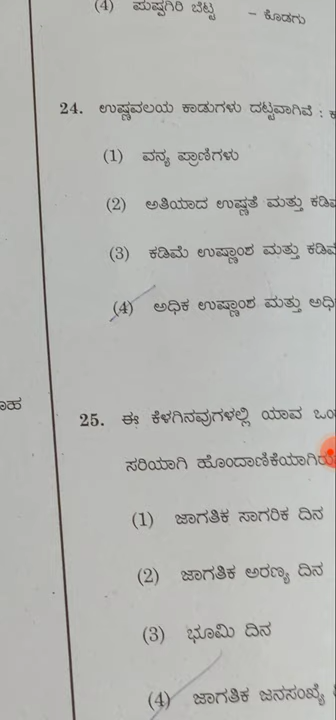 (4) ಪುಷ್ಪಗಿರಿ ಬೆಟ್ಟ – ಕೊಡಗು
24. ಉಷ್ಣವಲಯ ಕಾಡುಗಳು ದಟ್ಟವಾಗಿವೆ :
(1) ವನ್ಯ ಪ್ರಾಣಿಗಳು
(2) ಅತಿಯಾದ ಉಷ್ಣತೆ ಮತ್ತು
(3) ಕಡಿಮೆ ಉಷ್ಣಾಂಶ ಮತ್ತು
(4) ಅಧಿಕ ಉಷ್ಣಾಂಶ ಮತ್ತು
25. ಈ ಕೆಳಗಿನವುಗಳಲ್ಲಿ ಯಾವ
ಸರಿಯಾಗಿ
(1) ಜಾಗತಿಕ ಸಾಗರಿಕ ದಿನ
(2) ಜಾಗತಿಕ ಅರಣ್ಯ ದಿನ
(3) ಭೂಮಿ ದಿನ
(4) ಜಾಗತಿಕ ಜನಸಂಖ್ಯೆ